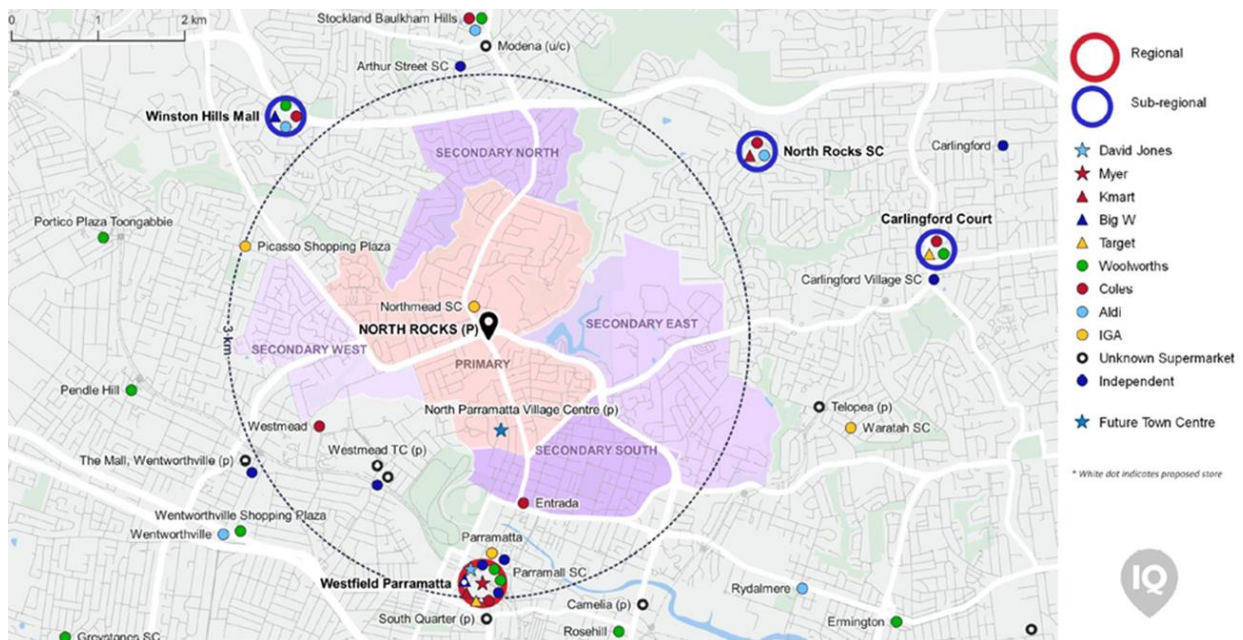 0
1
2 km
Stockland Baulkham Hills
Modena (u/c)
Arthur Street SC
Winston Hills Mall
SECONDARY NORTH
North Rocks SC
Carlingford
Portico Plaza Toongabbie
Picasso Shopping Plaza
Carlingford Court
Carlingford Village SC
Northmead SC
NORTH ROCKS (P)
SECONDARY EAST
3 km
SECONDARY WEST
PRIMARY
Pendle Hill
North Parramatta Village Centre (p)
Telopea (p)
Westmead
Waratah SC
Westmead TC (p)
SECONDARY SOUTH
The Mall, Wentworthville (p)
Entrada
Wentworthville Shopping Plaza
Wentworthville
Parramatta
Parramall SC
Westfield Parramatta
Rydalmere
Camelia (p)
South Quarter (p)
Ermington
Rosehill
Greystanes SC
Regional
Sub-regional
David Jones
Myer
Kmart
Big W
Target
Woolworths
Coles
Aldi
IGA
Unknown Supermarket
Independent
Future Town Centre
* White dot indicates proposed store
IQ